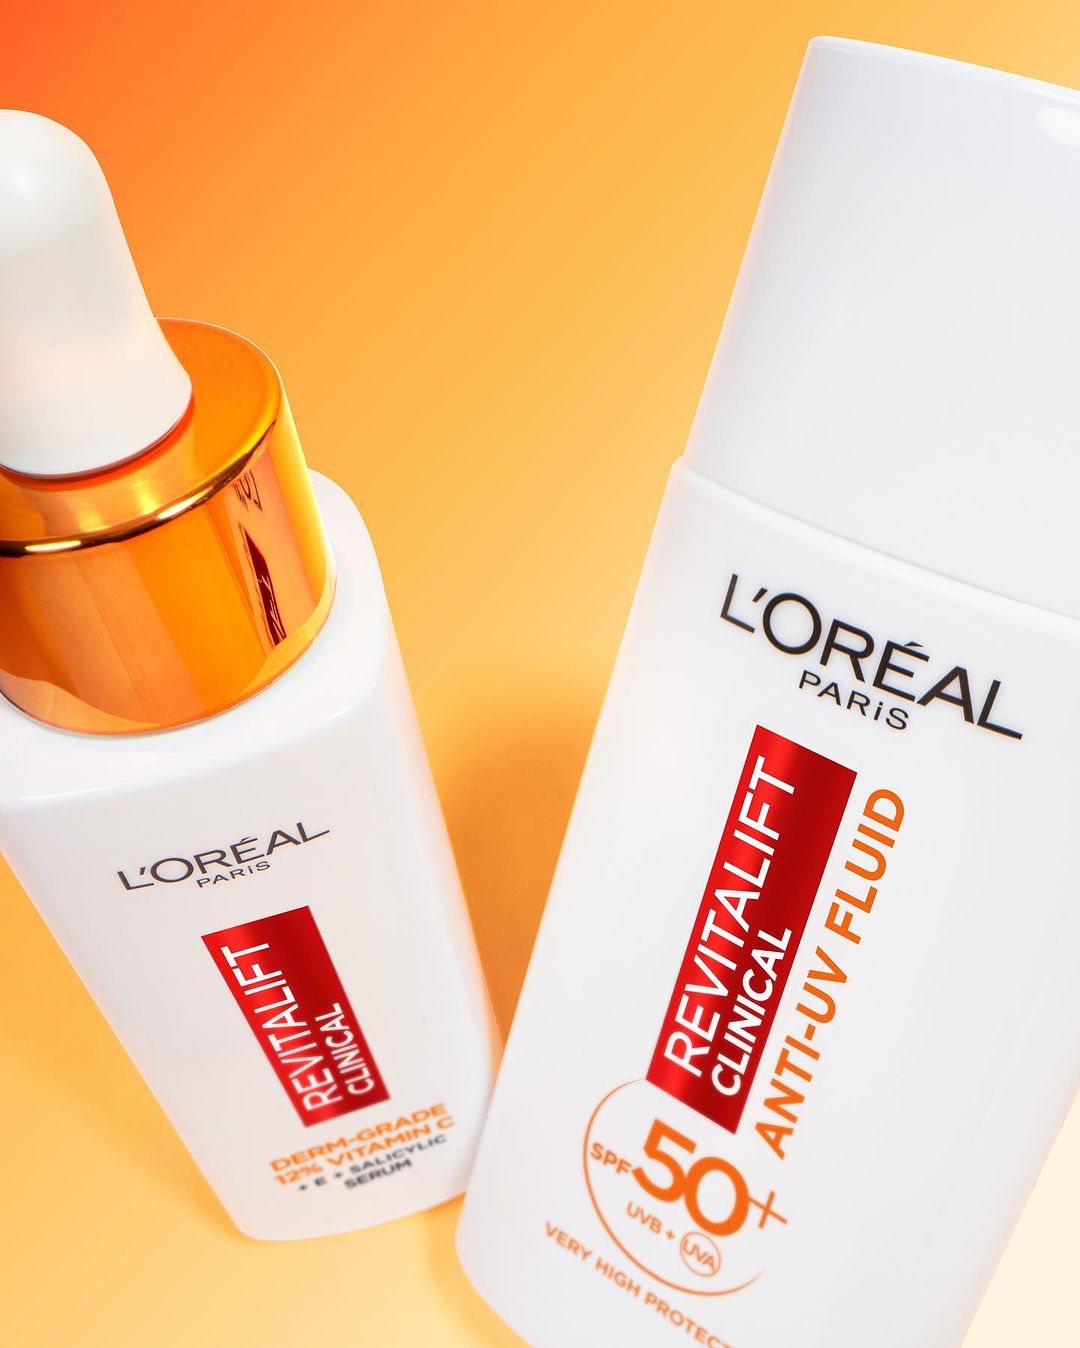 L'ORÉAL
PARiS
REVITALIFT
CLINICAL
DERM-GRADE
12% VITAMIN C
+ E + SALICYLIC
SERUM
L'ORÉAL
PARiS
REVITALIFT
CLINICAL
ANTI-UV FLUID
SPF 50+
UVB + UVA
VERY HIGH PROTECT